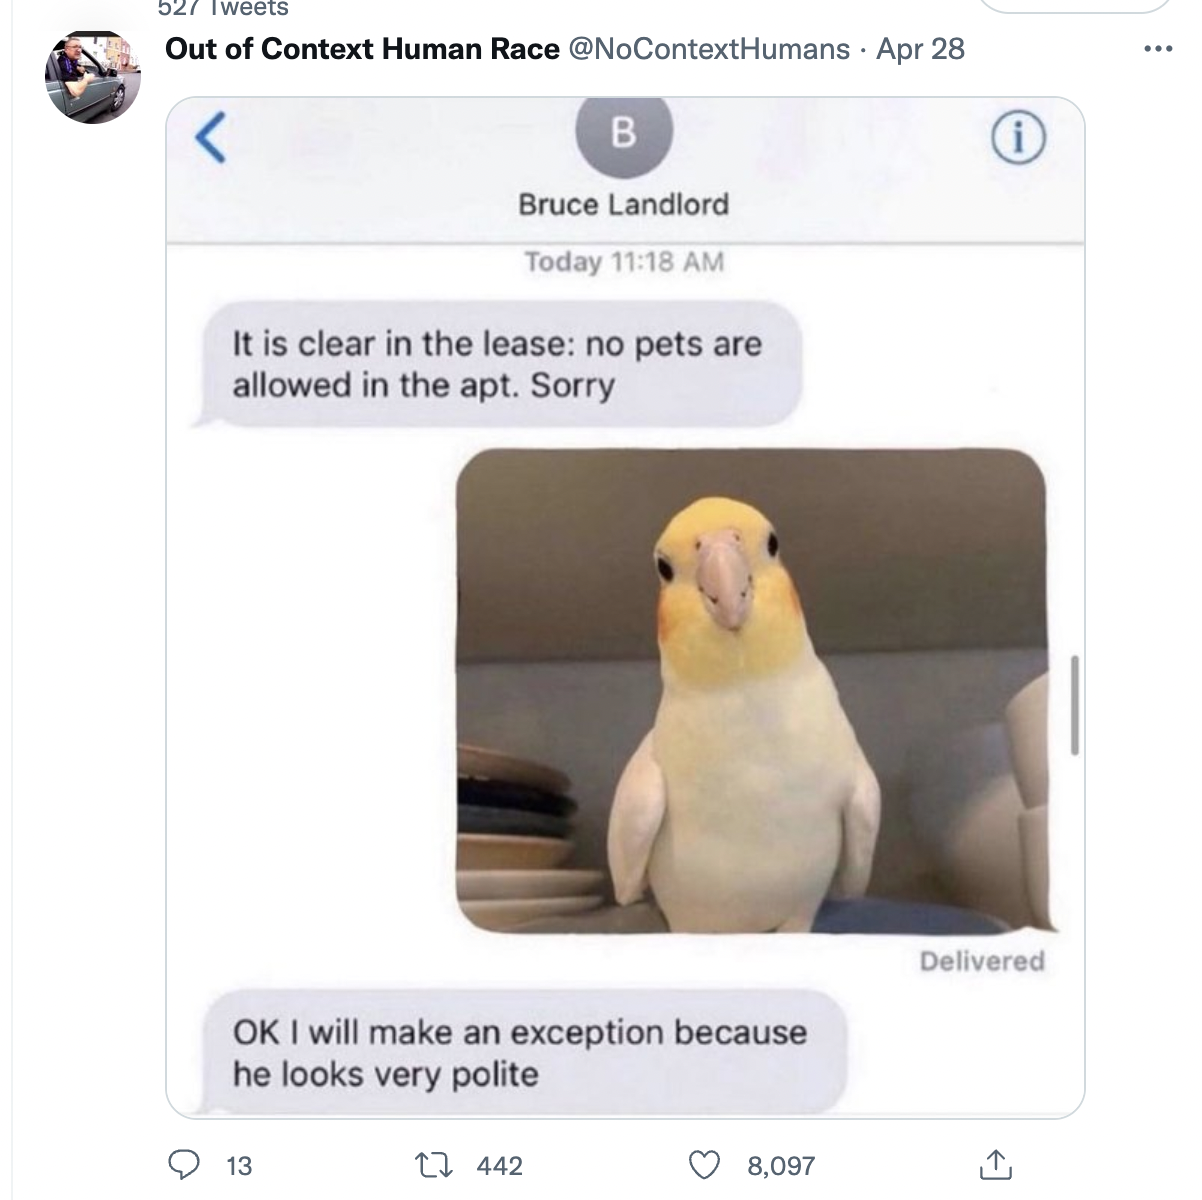 527 Tweets
Out of Context Human Race @NoContextHumans · Apr 28
B
Bruce Landlord
Today 11:18 AM
It is clear in the lease: no pets are
allowed in the apt. Sorry
Delivered
OK I will make an exception because
he looks very polite
13 442 8,097